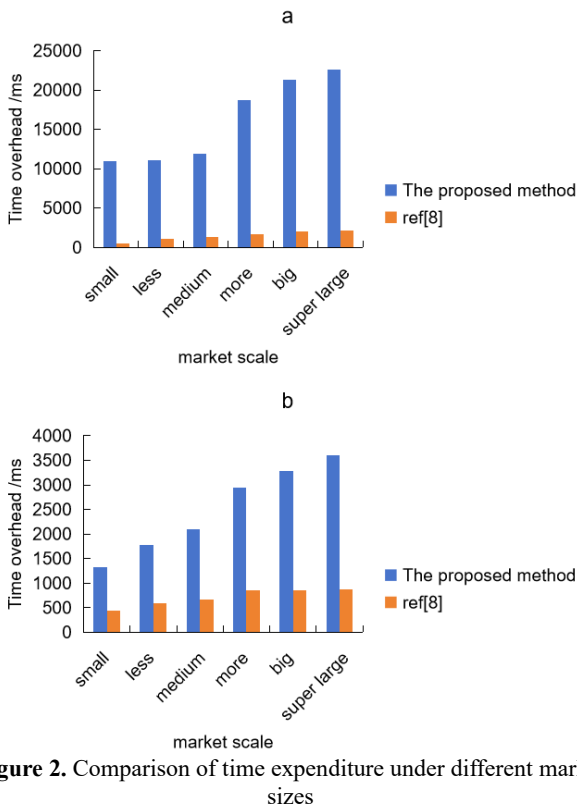 a
25000
20000
15000
10000
5000
0
Time overhead /ms
small
less
medium
more
big
super large
market scale
The proposed method
ref[8]
b
4000
3500
3000
2500
2000
1500
1000
500
0
Time overhead /ms
small
less
medium
more
big
super large
market scale
The proposed method
ref[8]
gure 2. Comparison of time expenditure under different mar
sizes